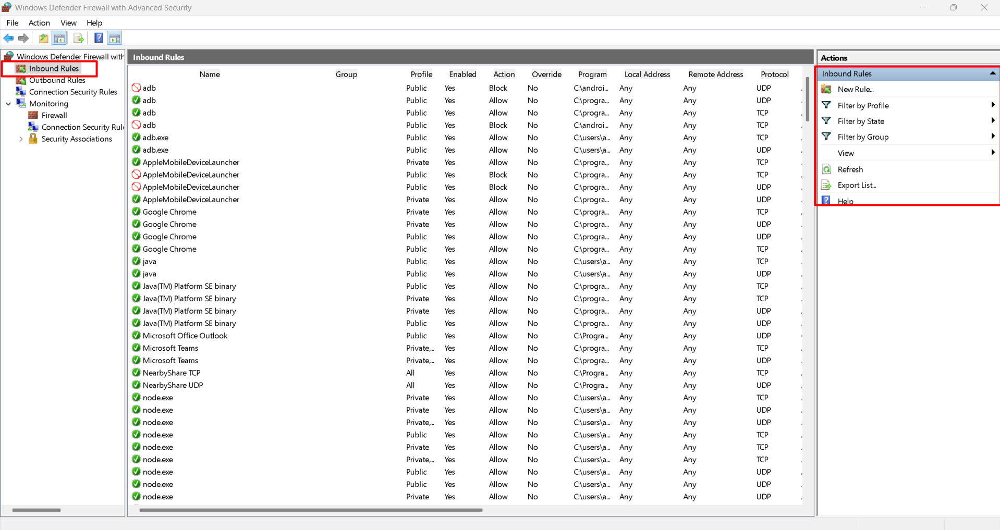 Windows Defender Firewall with Advanced Security
File Action View Help
Windows Defender Firewall with
Inbound Rules
Outbound Rules
Connection Security Rules
Monitoring
Firewall
Connection Security Rule
Security Associations
Inbound Rules
Name Group Profile Enabled Action Override Program Local Address Remote Address Protocol
adb Public Yes Block No C:\androi... Any Any UDP
adb Public Yes Allow No C:\progra... Any Any UDP
adb Public Yes Allow No C:\progra... Any Any TCP
adb Public Yes Block No C:\androi... Any Any TCP
adb.exe Public Yes Allow No C:\users\a... Any Any TCP
adb.exe Public Yes Allow No C:\users\a... Any Any UDP
AppleMobileDeviceLauncher Private Yes Allow No C:\progra... Any Any TCP
AppleMobileDeviceLauncher Public Yes Block No C:\progra... Any Any TCP
AppleMobileDeviceLauncher Public Yes Block No C:\progra... Any Any UDP
AppleMobileDeviceLauncher Private Yes Allow No C:\progra... Any Any UDP
Google Chrome Private Yes Allow No C:\progra... Any Any TCP
Google Chrome Private Yes Allow No C:\progra... Any Any UDP
Google Chrome Public Yes Allow No C:\progra... Any Any UDP
Google Chrome Public Yes Allow No C:\progra... Any Any TCP
java Public Yes Allow No C:\users\a... Any Any TCP
java Public Yes Allow No C:\users\a... Any Any UDP
Java(TM) Platform SE binary Public Yes Allow No C:\progra... Any Any TCP
Java(TM) Platform SE binary Private Yes Allow No C:\progra... Any Any TCP
Java(TM) Platform SE binary Private Yes Allow No C:\progra... Any Any UDP
Java(TM) Platform SE binary Public Yes Allow No C:\progra... Any Any UDP
Microsoft Office Outlook Public Yes Allow No C:\Progra... Any Any UDP
Microsoft Teams Private,... Yes Allow No C:\progra... Any Any TCP
Microsoft Teams Private,... Yes Allow No C:\progra... Any Any UDP
NearbyShare TCP All Yes Allow No C:\Progra... Any Any TCP
NearbyShare UDP All Yes Allow No C:\Progra... Any Any UDP
node.exe Private Yes Allow No C:\users\a... Any Any TCP
node.exe Private Yes Allow No C:\users\a... Any Any UDP
node.exe Private,... Yes Allow No C:\users\a... Any Any UDP
node.exe Public Yes Allow No C:\users\a... Any Any TCP
node.exe Private Yes Allow No C:\users\a... Any Any TCP
node.exe Private,... Yes Allow No C:\users\a... Any Any TCP
node.exe Public Yes Allow No C:\users\a... Any Any UDP
node.exe Public Yes Allow No C:\users\a... Any Any UDP
node.exe Private Yes Allow No C:\users\a... Any Any UDP
Actions
Inbound Rules
New Rule...
Filter by Profile
Filter by State
Filter by Group
View
Refresh
Export List...
Help